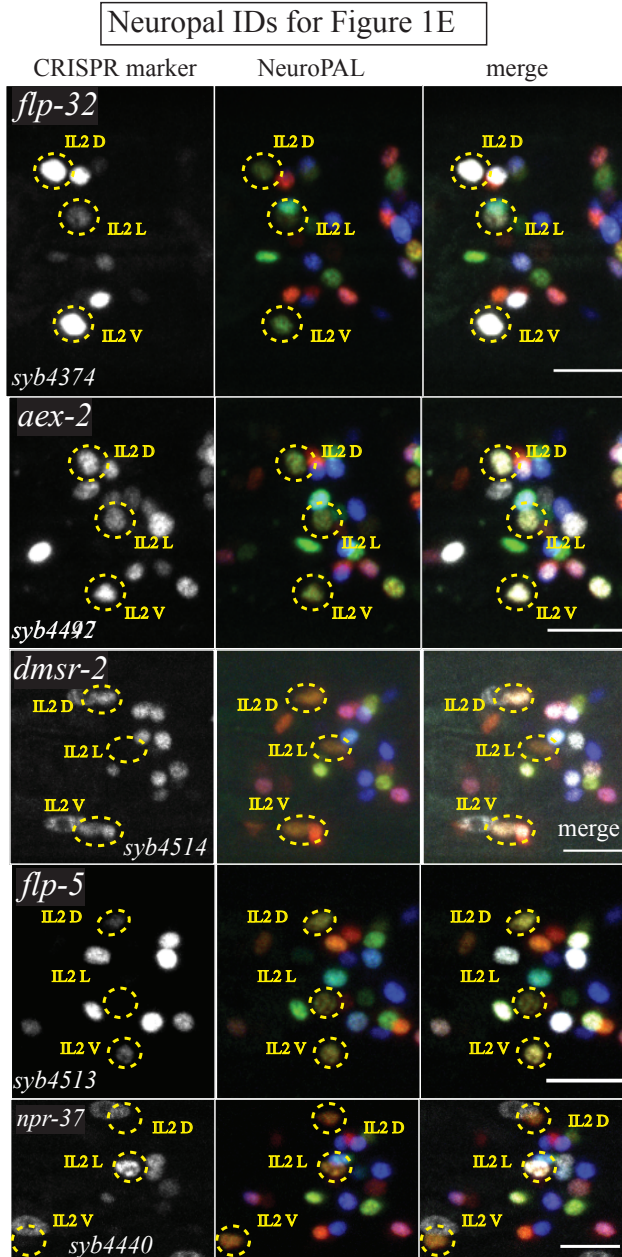 Neuropal IDs for Figure 1E
CRISPR marker NeuroPAL merge
flp-32
IL2 D IL2 D IL2 D
IL2 L IL2 L IL2 L
IL2 V IL2 V IL2 V
syb4374
aex-2
IL2 D IL2 D IL2 D
IL2 L IL2 L IL2 L
IL2 V IL2 V IL2 V
syb4492
dmsr-2
IL2 D IL2 D IL2 D
IL2 L IL2 L IL2 L
IL2 V IL2 V IL2 V
syb4514 merge
flp-5
IL2 D IL2 D IL2 D
IL2 L IL2 L IL2 L
IL2 V IL2 V IL2 V
syb4513
npr-37
IL2 D IL2 D IL2 D
IL2 L IL2 L IL2 L
IL2 V IL2 V IL2 V
syb4440